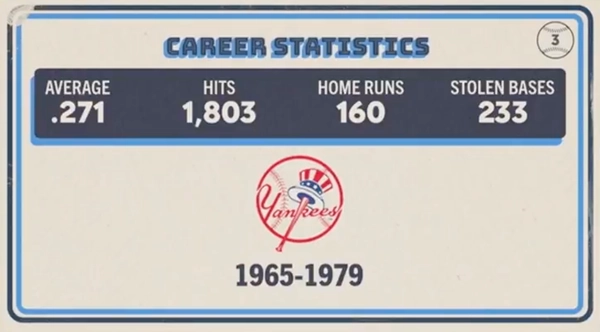 CAREER STATISTICS
3
AVERAGE HITS HOME RUNS STOLEN BASES
.271 1,803 160 233
Yankees
1965-1979